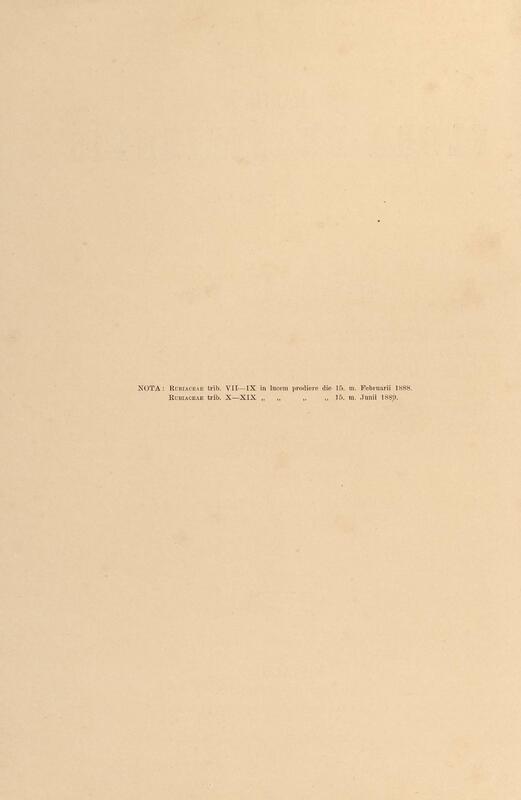 NOTA: RUBIACEAE trib. VII—IX in lucem prodiere die 15. m. Februarii 1888.
RUBIACEAE trib. X—XIX „ „ „ „ 15. m. Junii 1889.